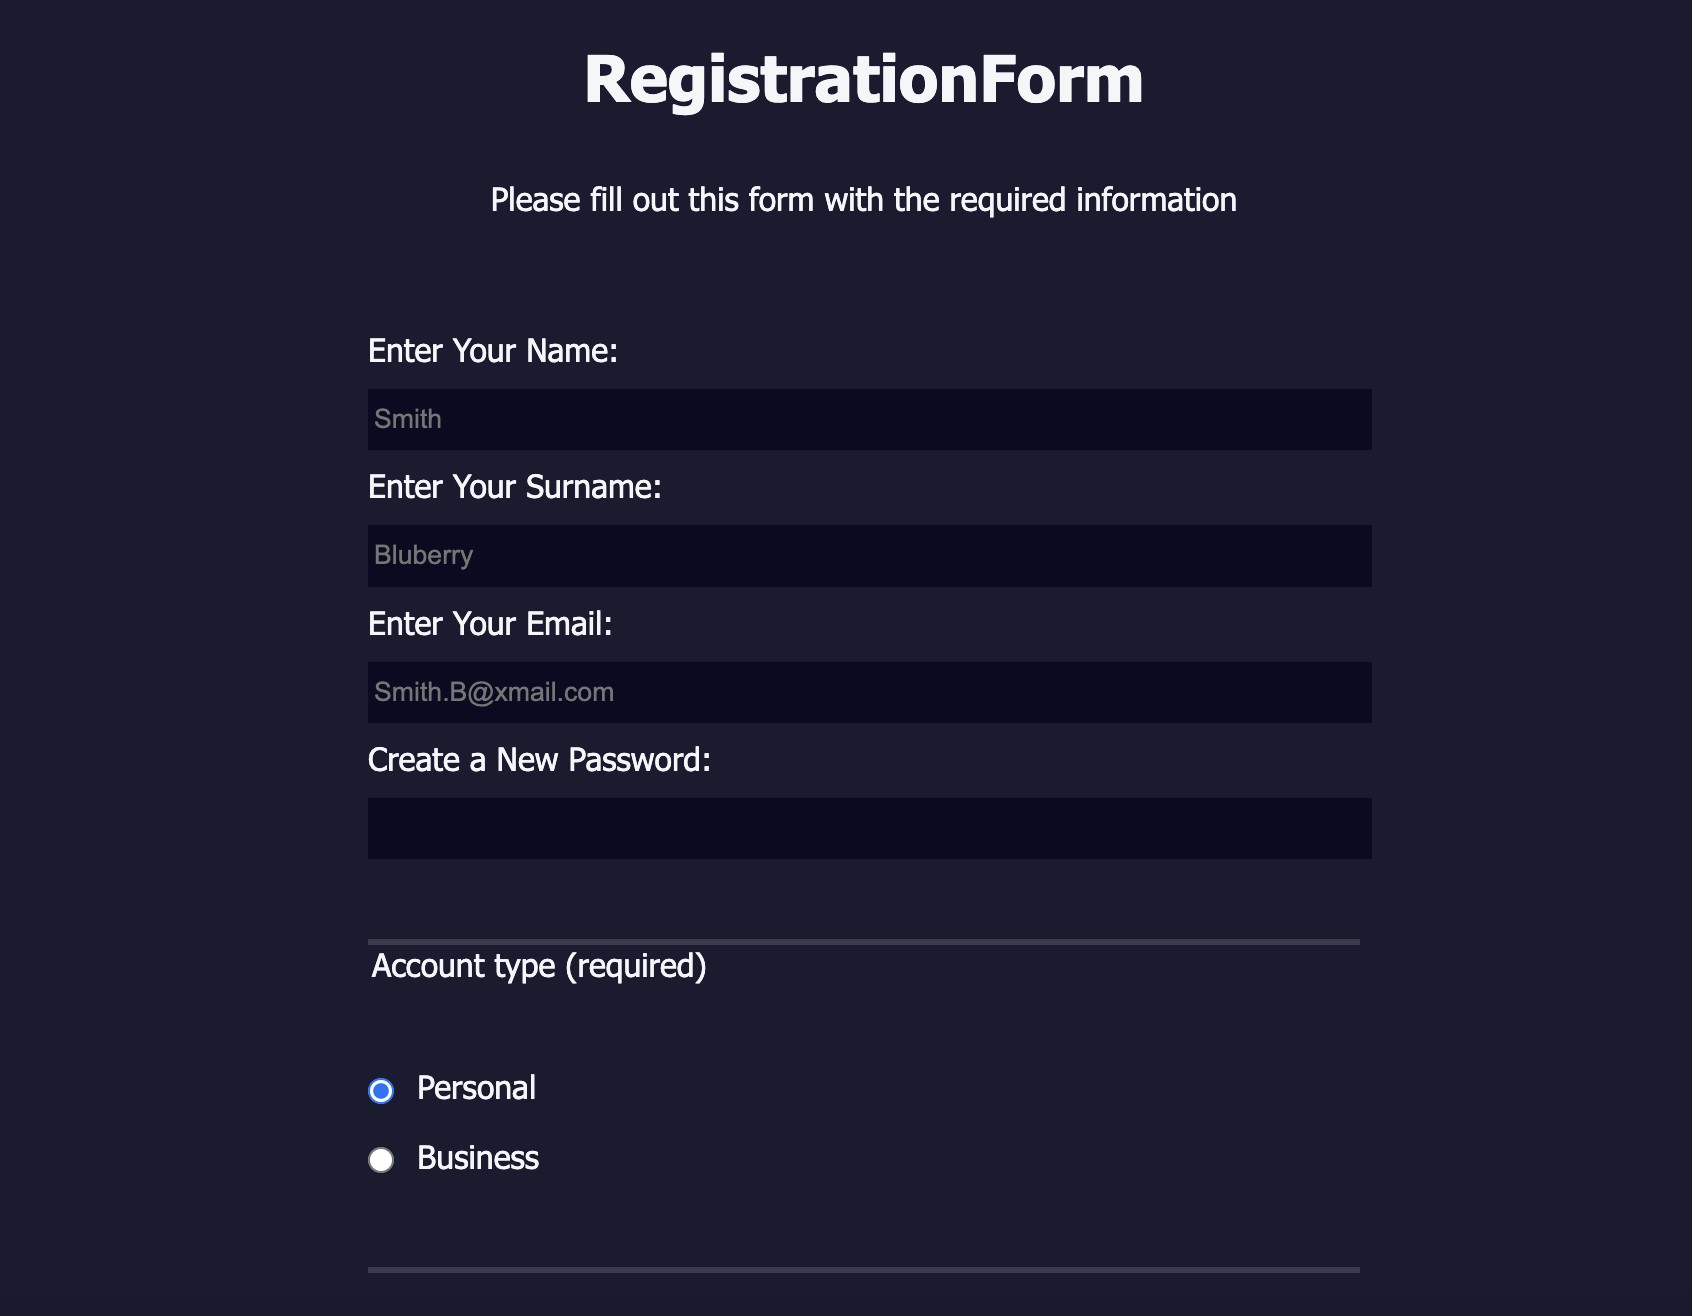 RegistrationForm
Please fill out this form with the required information
Enter Your Name:
Smith
Enter Your Surname:
Bluberry
Enter Your Email:
Smith.B@xmail.com
Create a New Password:
Account type (required)
Personal
Business